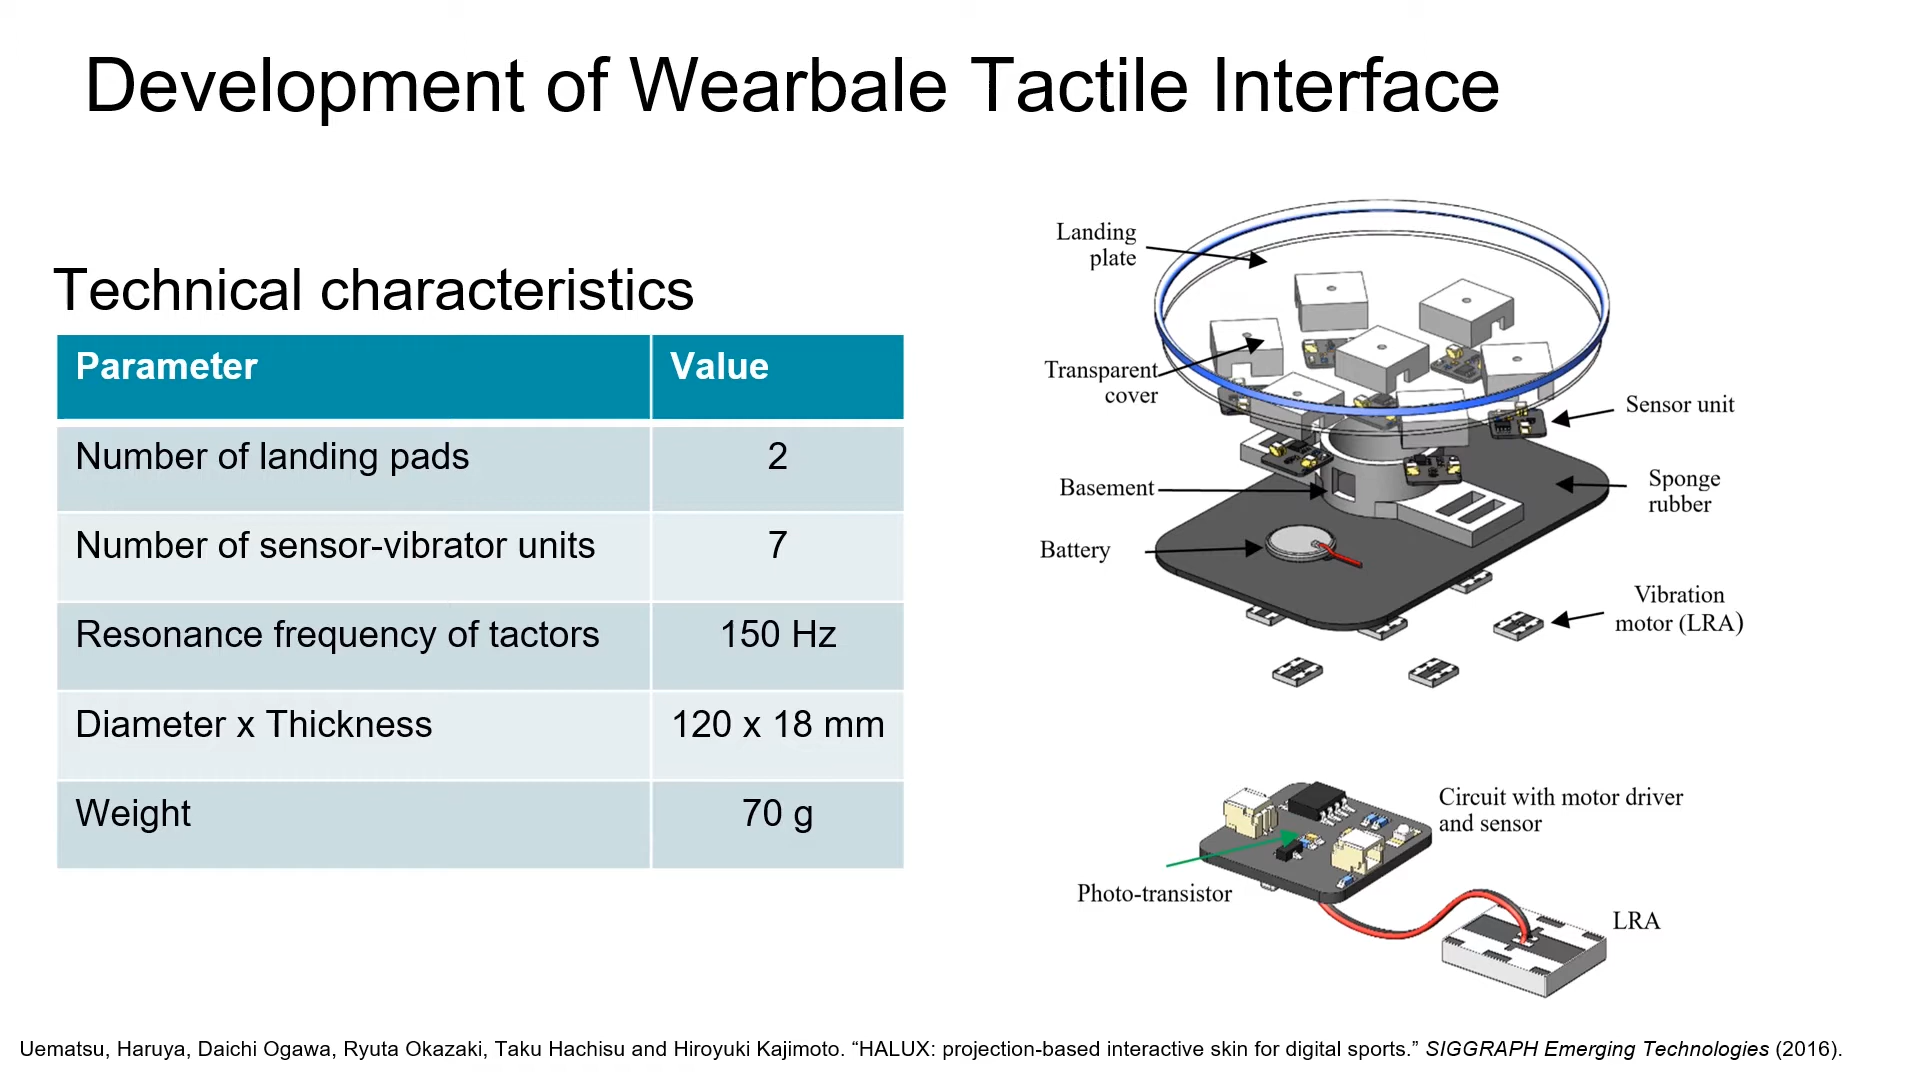 Development of Wearbale Tactile Interface
Technical characteristics
Parameter Value
Number of landing pads 2
Number of sensor-vibrator units 7
Resonance frequency of tactors 150 Hz
Diameter x Thickness 120 x 18 mm
Weight 70 g
Landing
plate
Transparent
cover
Sensor unit
Basement
Sponge
rubber
Battery
Vibration
motor (LRA)
Circuit with motor driver
and sensor
Photo-transistor
LRA
Uematsu, Haruya, Daichi Ogawa, Ryuta Okazaki, Taku Hachisu and Hiroyuki Kajimoto. “HALUX: projection-based interactive skin for digital sports.” SIGGRAPH Emerging Technologies (2016).